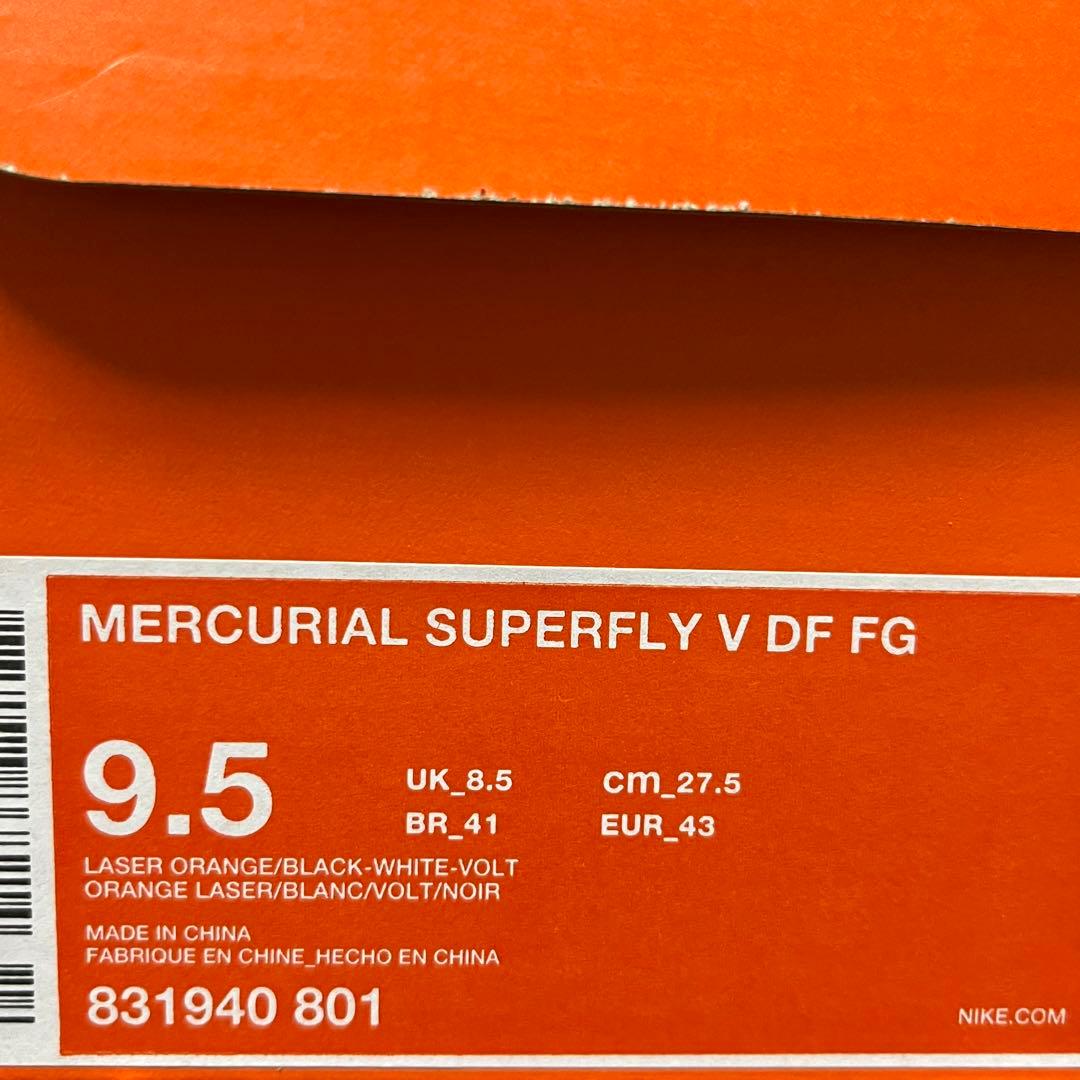 MERCURIAL SUPERFLY V DF FG
9.5
UK_8.5 cm_27.5
BR_41 EUR_43
LASER ORANGE/BLACK-WHITE-VOLT
ORANGE LASER/BLANC/VOLT/NOIR
MADE IN CHINA
FABRIQUE EN CHINE_HECHO EN CHINA
831940 801
NIKE.COM